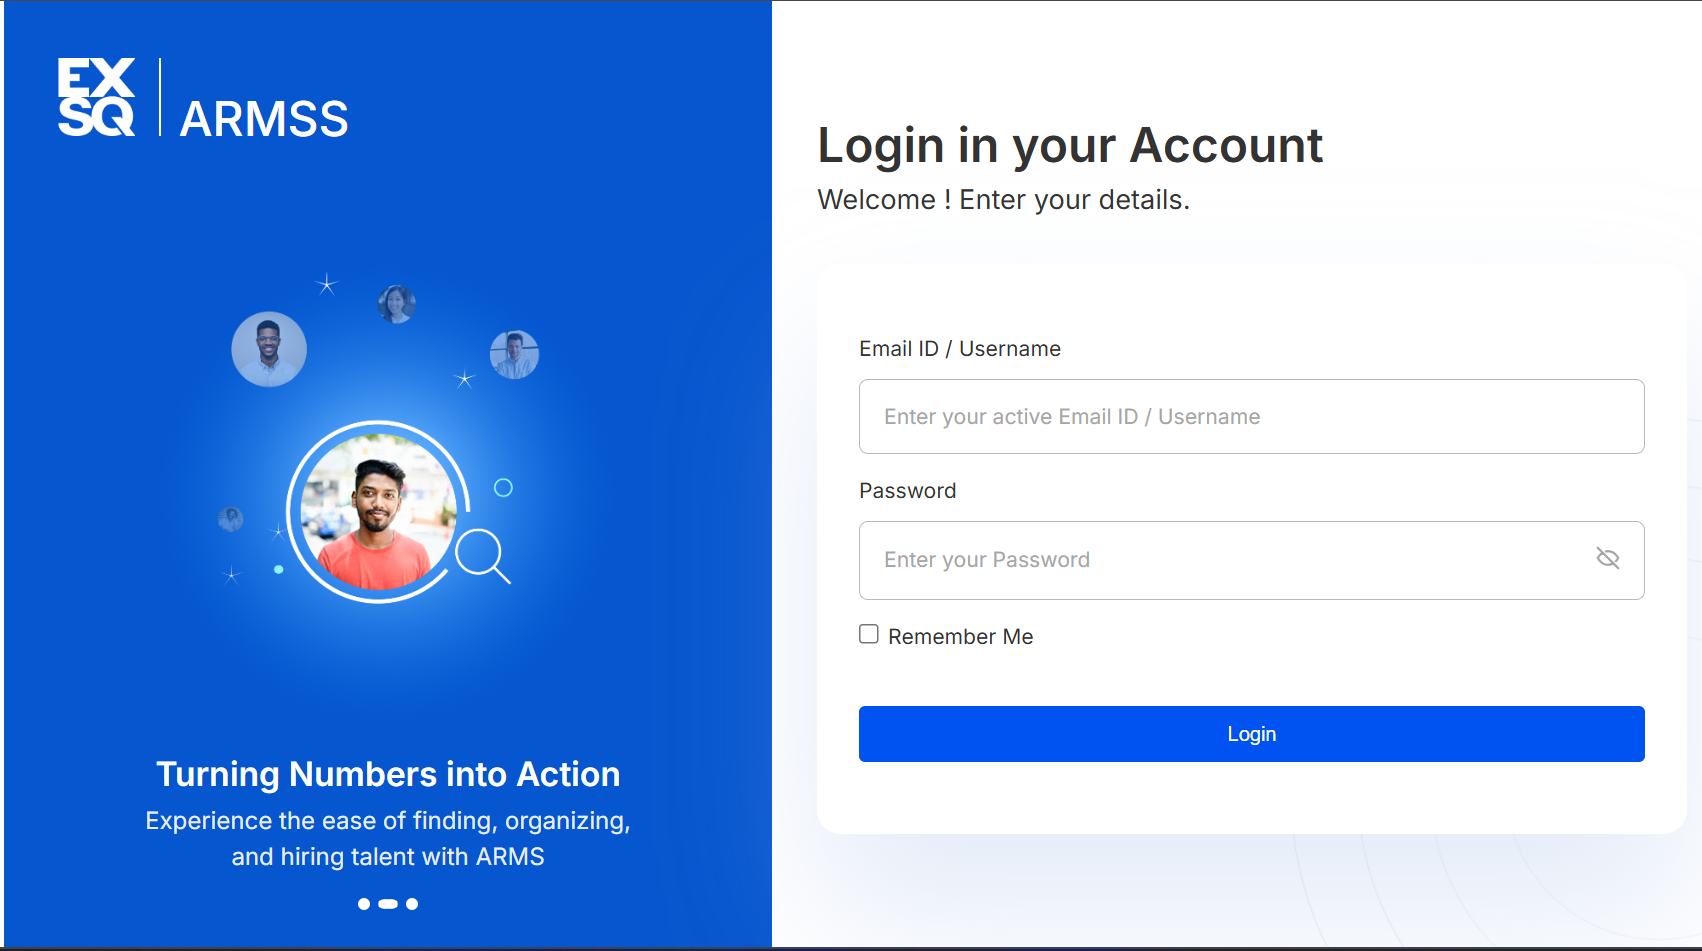 EX
SQ
ARMSS
Turning Numbers into Action
Experience the ease of finding, organizing,
and hiring talent with ARMS
Login in your Account
Welcome ! Enter your details.
Email ID / Username
Enter your active Email ID / Username
Password
Enter your Password
Remember Me
Login